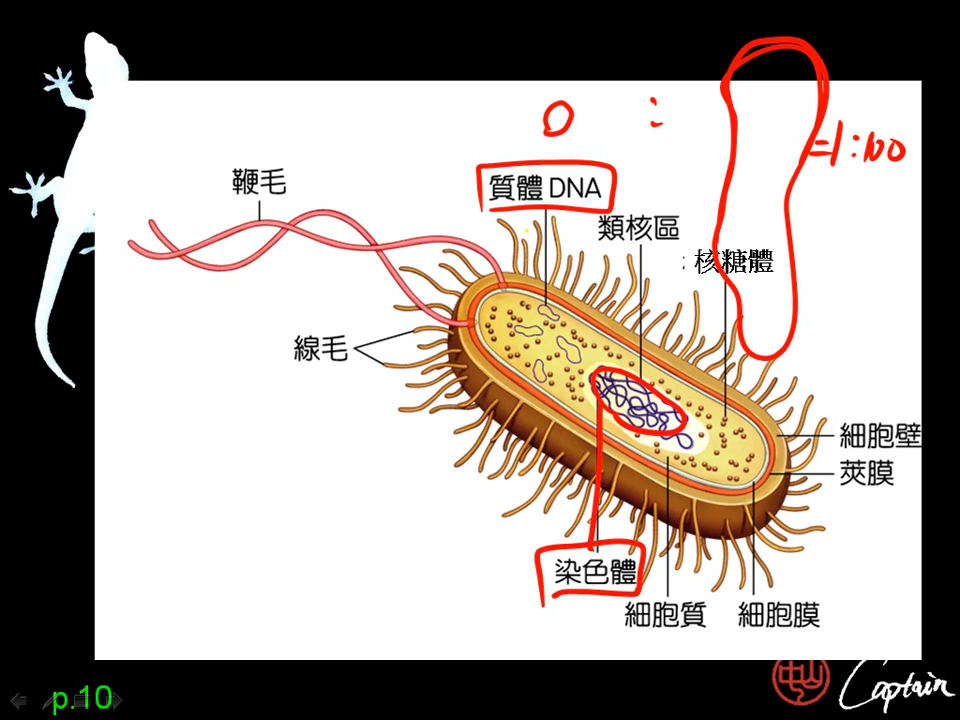 =1:100
鞭毛
質體 DNA
類核區
: 核糖體
線毛
細胞壁
莢膜
染色體
細胞質
細胞膜
p.10
Captain